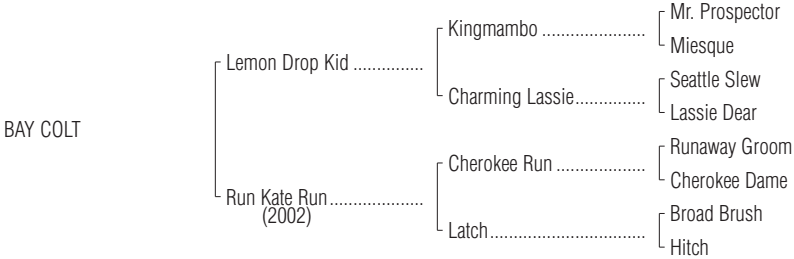 Mr. Prospector
Kingmambo ......................
Miesque
Lemon Drop Kid ...............
Seattle Slew
Charming Lassie...............
Lassie Dear
BAY COLT
Runaway Groom
Cherokee Run ...................
Cherokee Dame
Run Kate Run....................
(2002)
Broad Brush
Latch.................................
Hitch